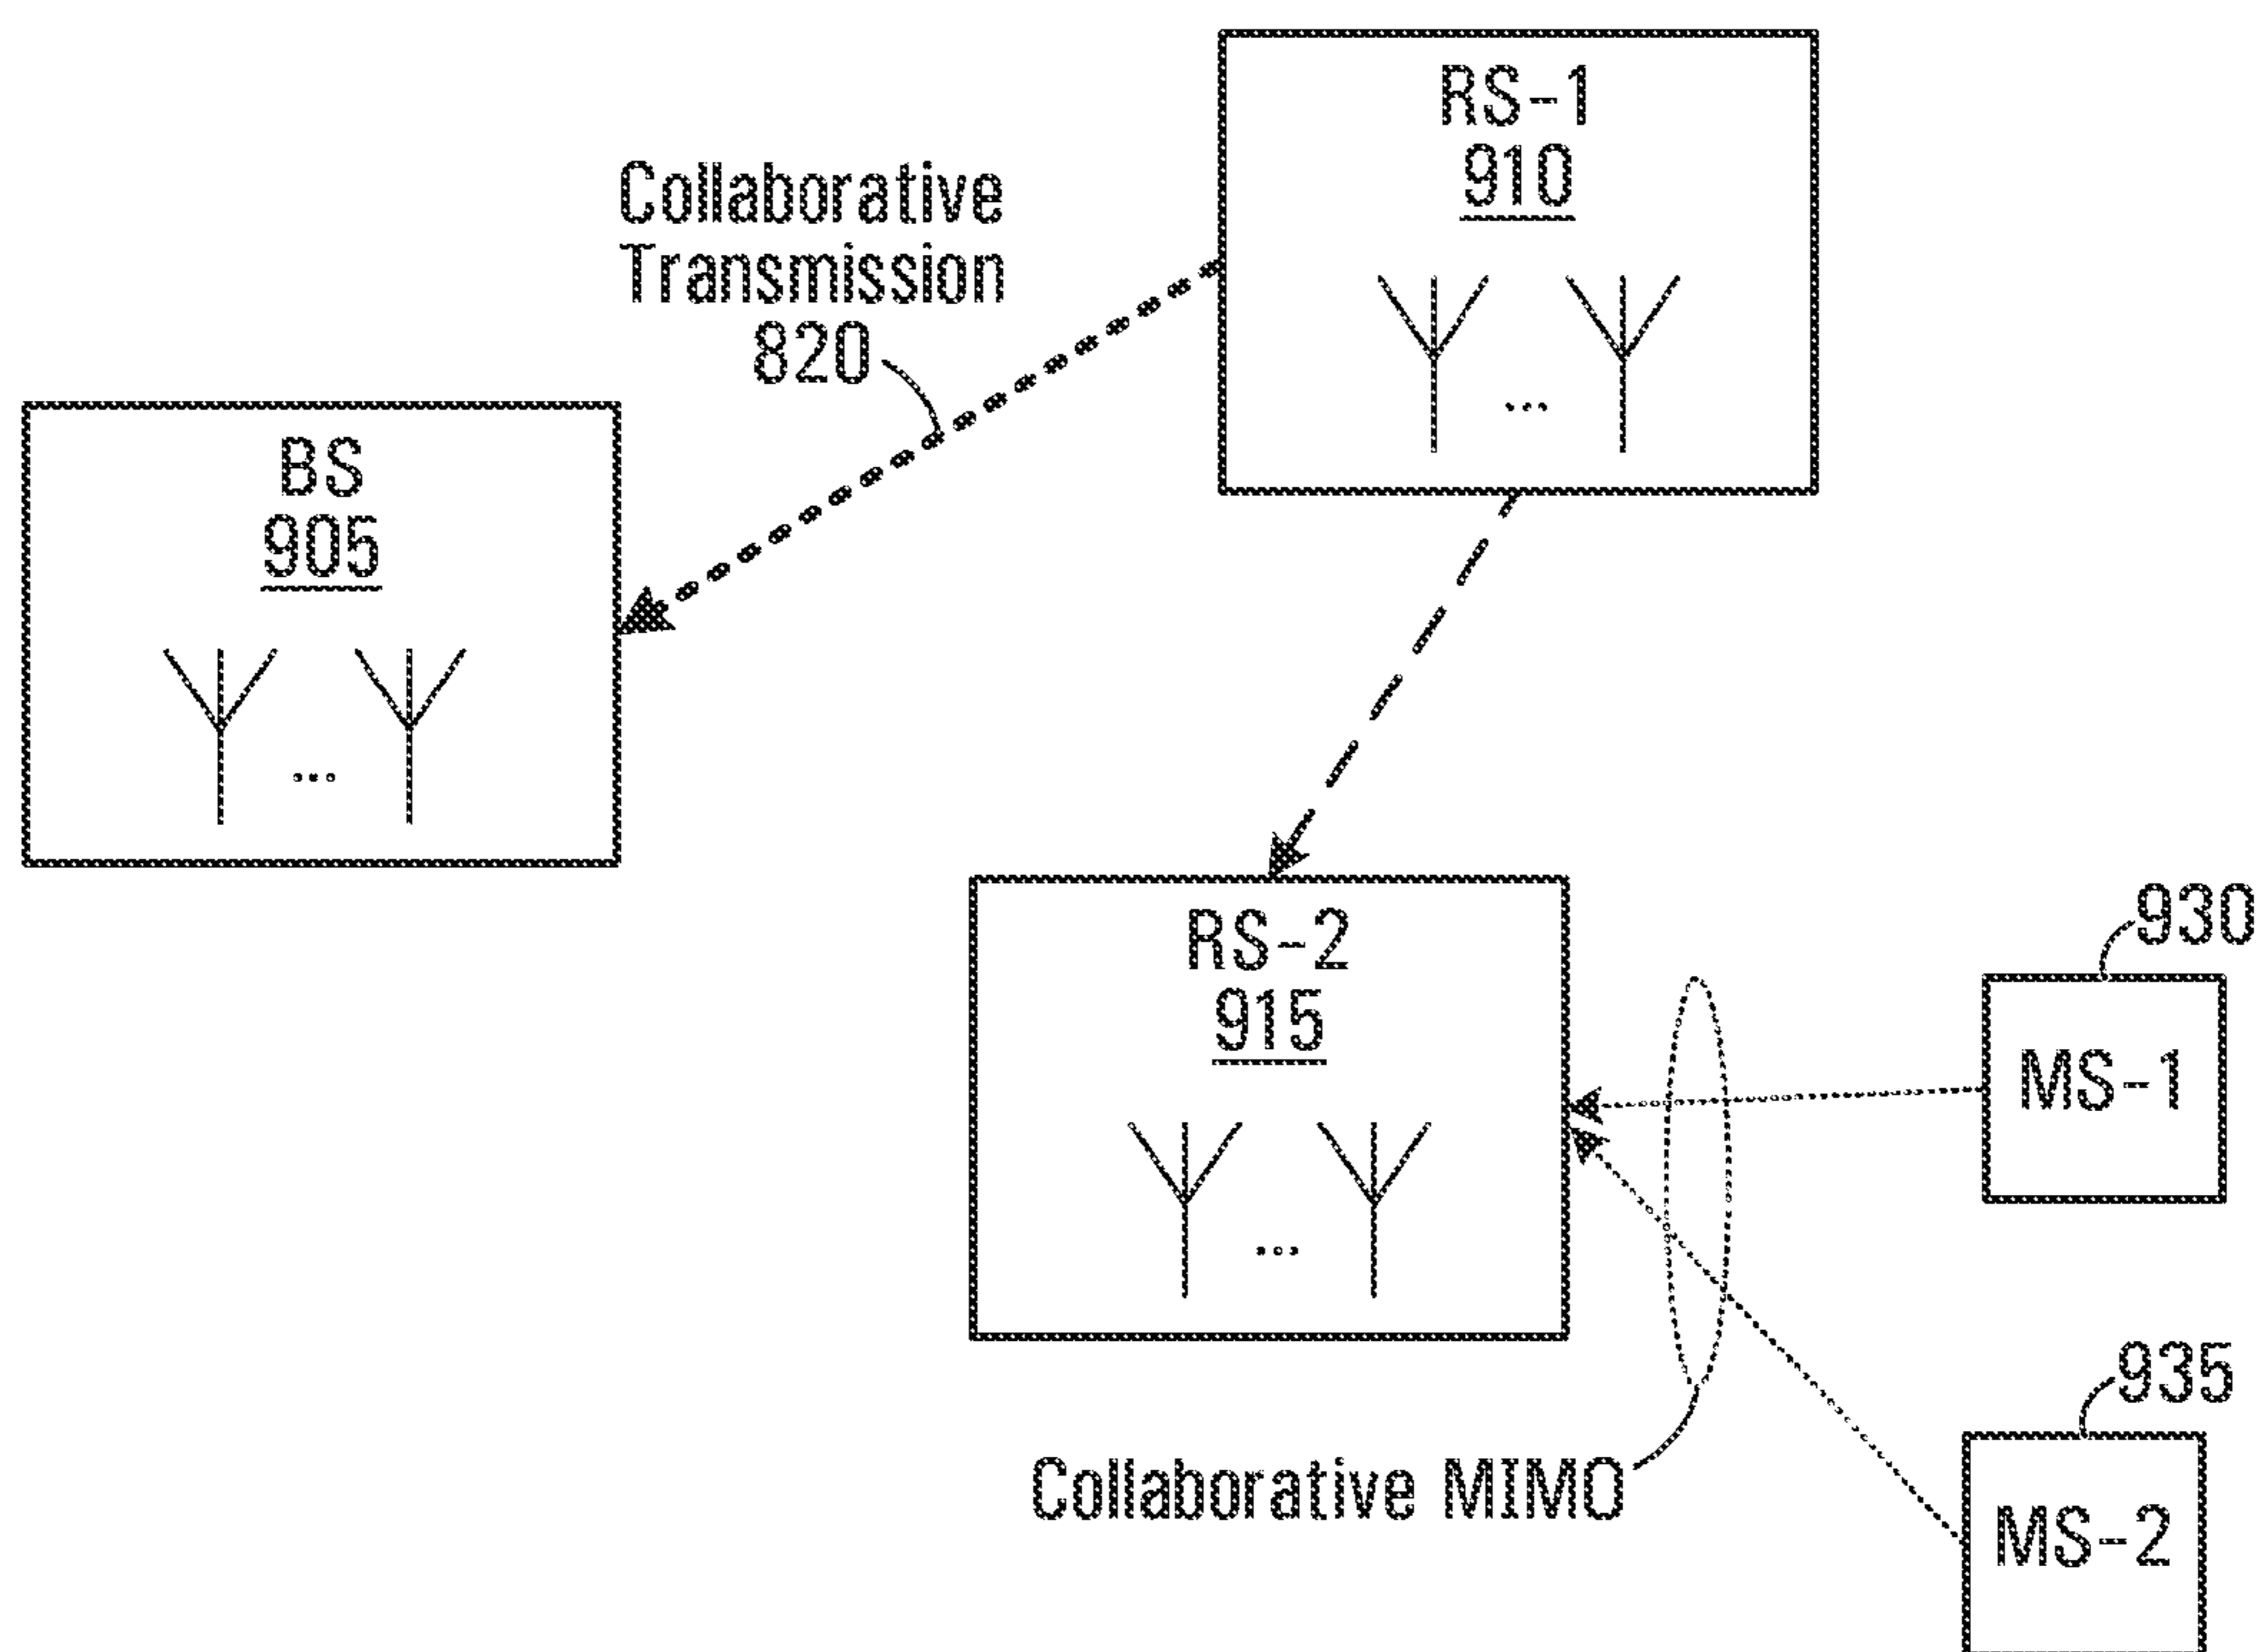 RS-1
910
Collaborative
Transmission
820
BS
905
RS-2
915
930
MS-1
935
Collaborative MIMO
MS-2